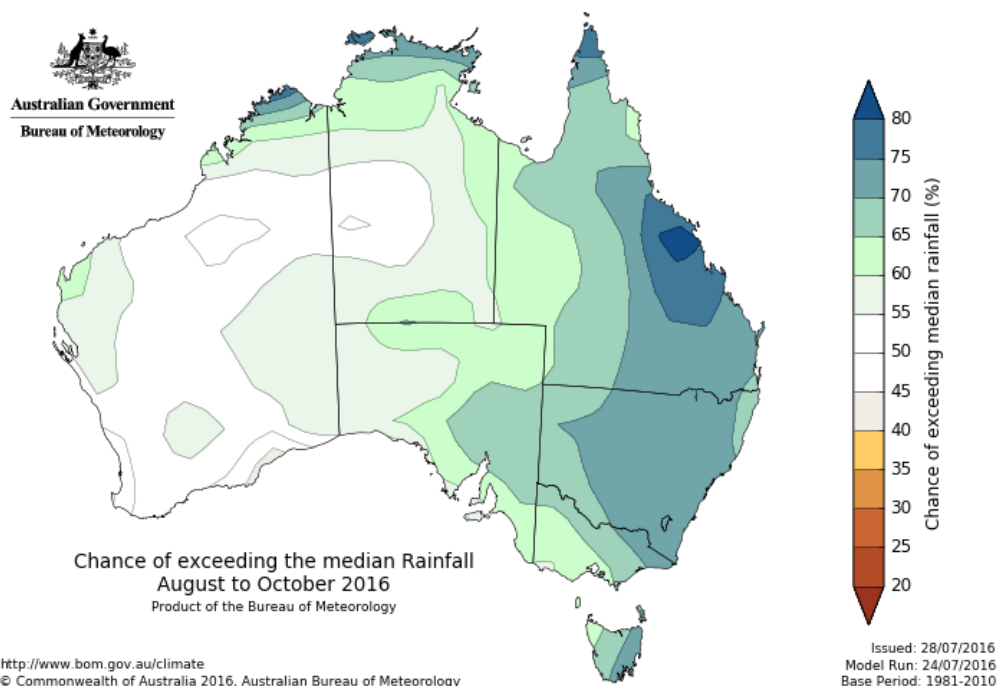 Australian Government
Bureau of Meteorology
80
75
70
65
60
55
50
45
40
35
30
25
20
Chance of exceeding median rainfall (%)
Chance of exceeding the median Rainfall
August to October 2016
Product of the Bureau of Meteorology
http://www.bom.gov.au/climate
© Commonwealth of Australia 2016, Australian Bureau of Meteorology
Issued: 28/07/2016
Model Run: 24/07/2016
Base Period: 1981-2010